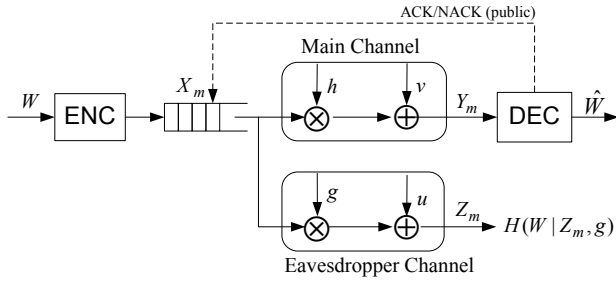 ACK/NACK (public)
Main Channel
W
ENC
X_m
h
v
Y_m
DEC
Ŵ
g
u
Z_m
H(W | Z_m, g)
Eavesdropper Channel